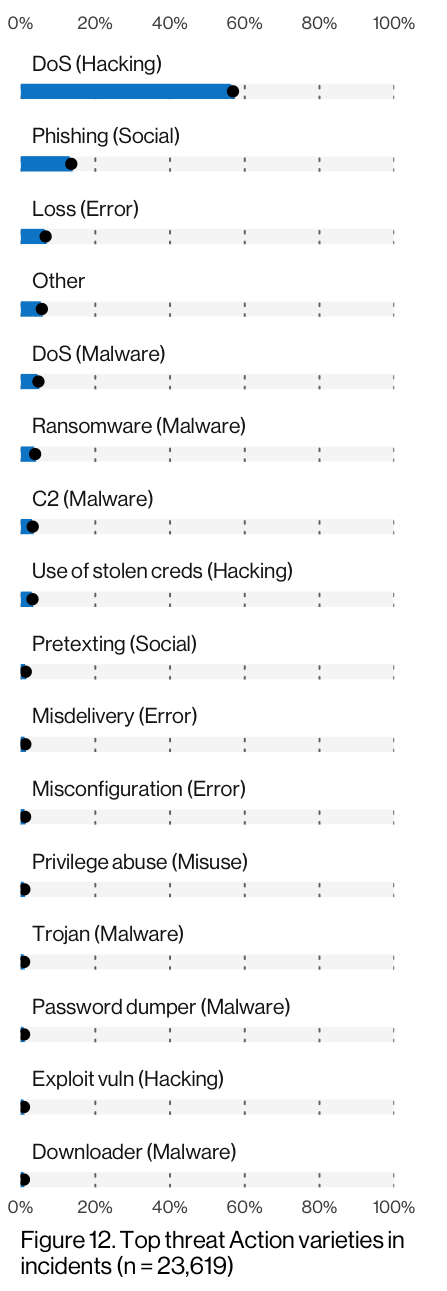 0% 20% 40% 60% 80% 100%
DoS (Hacking)
Phishing (Social)
Loss (Error)
Other
DoS (Malware)
Ransomware (Malware)
C2 (Malware)
Use of stolen creds (Hacking)
Pretexting (Social)
Misdelivery (Error)
Misconfiguration (Error)
Privilege abuse (Misuse)
Trojan (Malware)
Password dumper (Malware)
Exploit vuln (Hacking)
Downloader (Malware)
0% 20% 40% 60% 80% 100%
Figure 12. Top threat Action varieties in
incidents (n = 23,619)